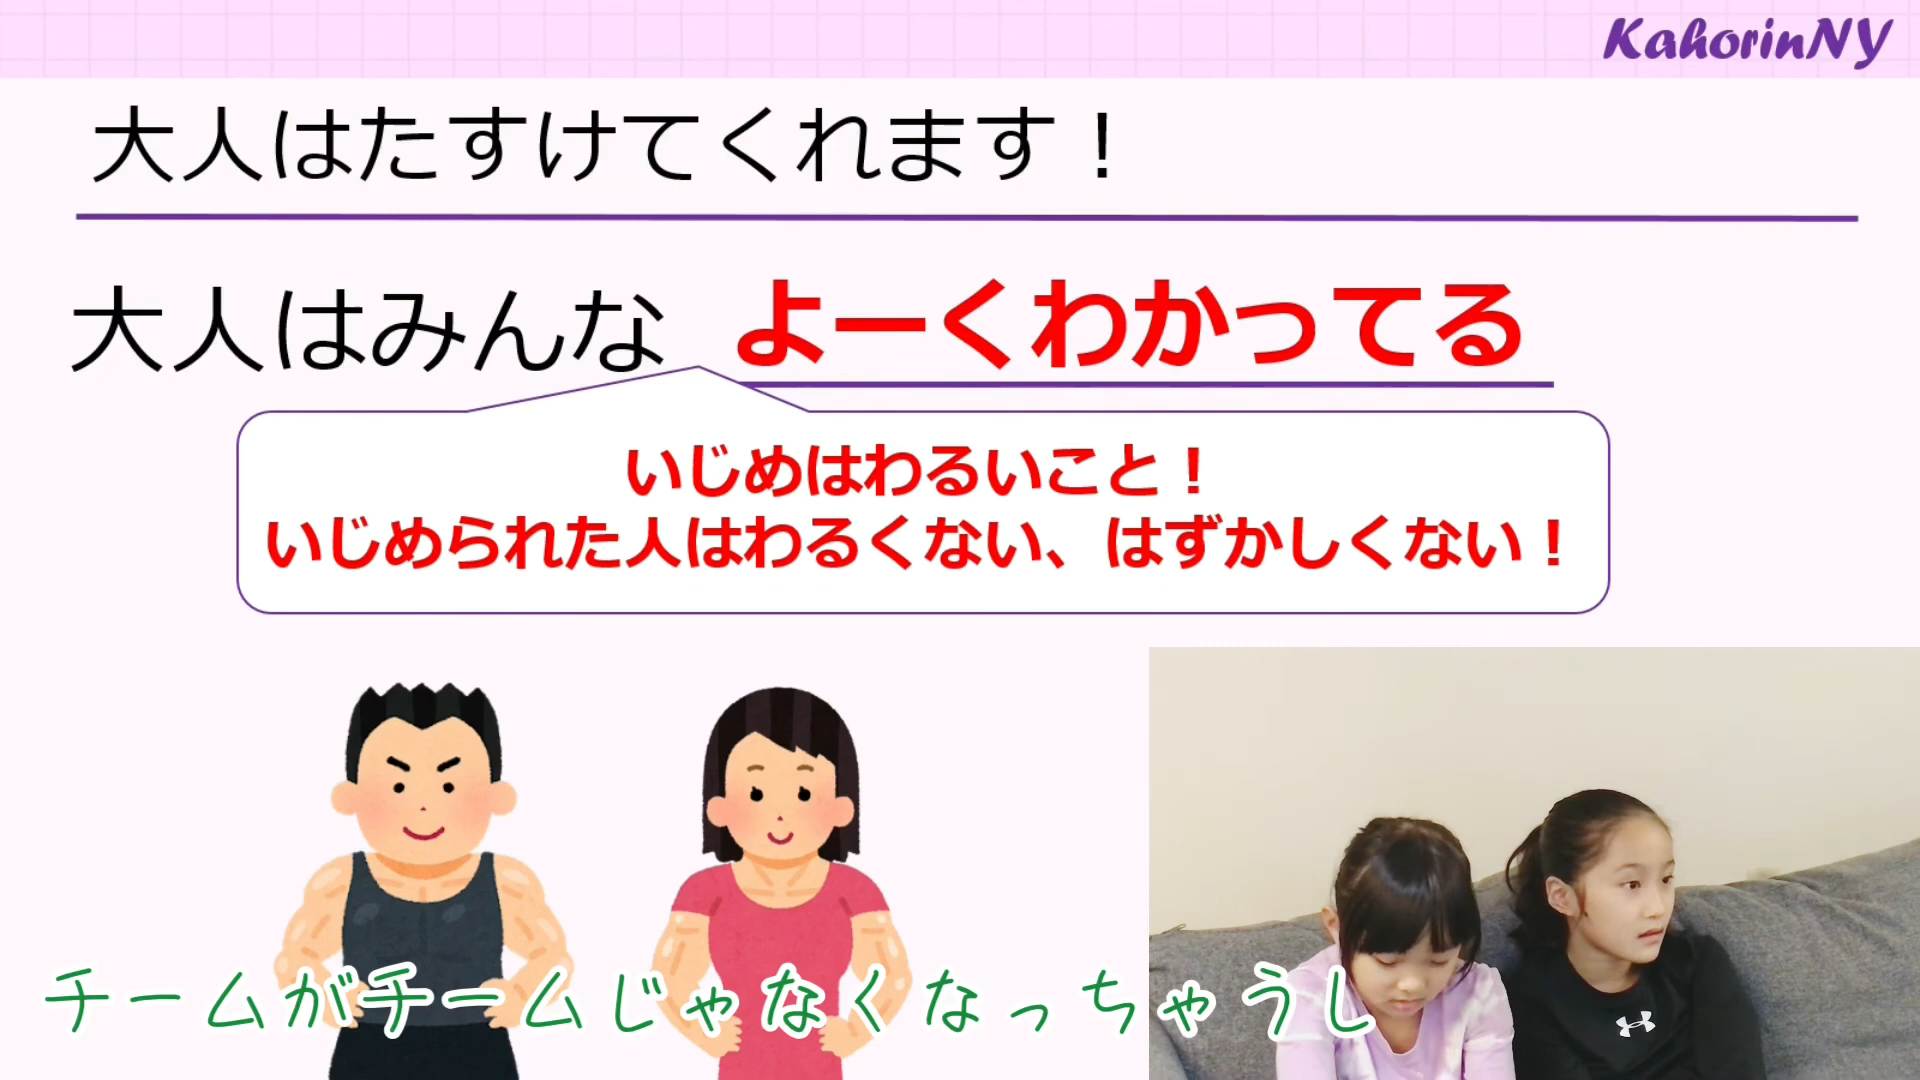 KahorinNY
大人はたすけてくれます！
大人はみんな よーくわかってる
いじめはわるいこと！
いじめられた人はわるくない、はずかしくない！
チームがチームじゃなくなっちゃうし